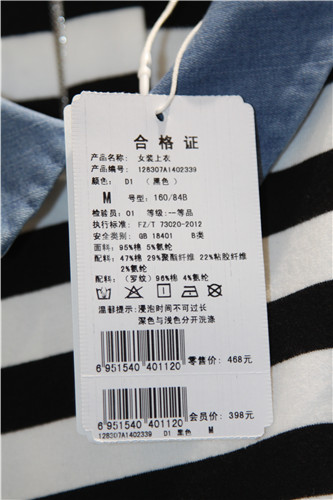 合格证
产品名称: 女装上衣
产品编号: 128307A1402339
颜色: D1 (黑色)
M 号型: 160/84B
检验员: 01 等级: 一等品
执行标准: FZ/T 73020-2012
安全类别: GB 18401 B类
面料: 95%棉 5%氨纶
配料: 47%棉 29%聚酯纤维 22%粘胶纤维
2%氨纶
配料: (罗纹) 96%棉 4%氨纶
温馨提示: 浸泡时间不可过长
深色与浅色分开洗涤
零售价: 468元
6 951540 401120
会员价: 398元
6 951540 401120
128307A1402339 D1 黑色 M